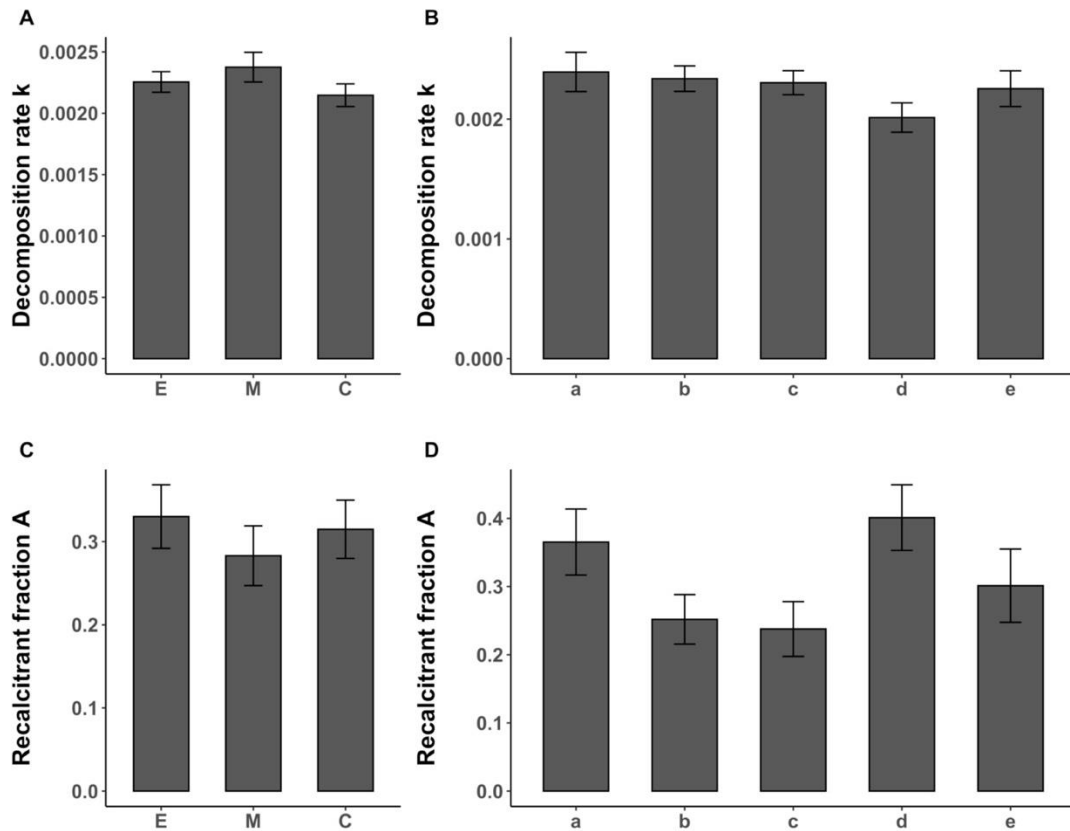 A
Decomposition rate k
0.0025
0.0020
0.0015
0.0010
0.0005
0.0000
E M C
B
Decomposition rate k
0.002
0.001
0.000
a b c d e
C
Recalcitrant fraction A
0.3
0.2
0.1
0.0
E M C
D
Recalcitrant fraction A
0.4
0.3
0.2
0.1
0.0
a b c d e